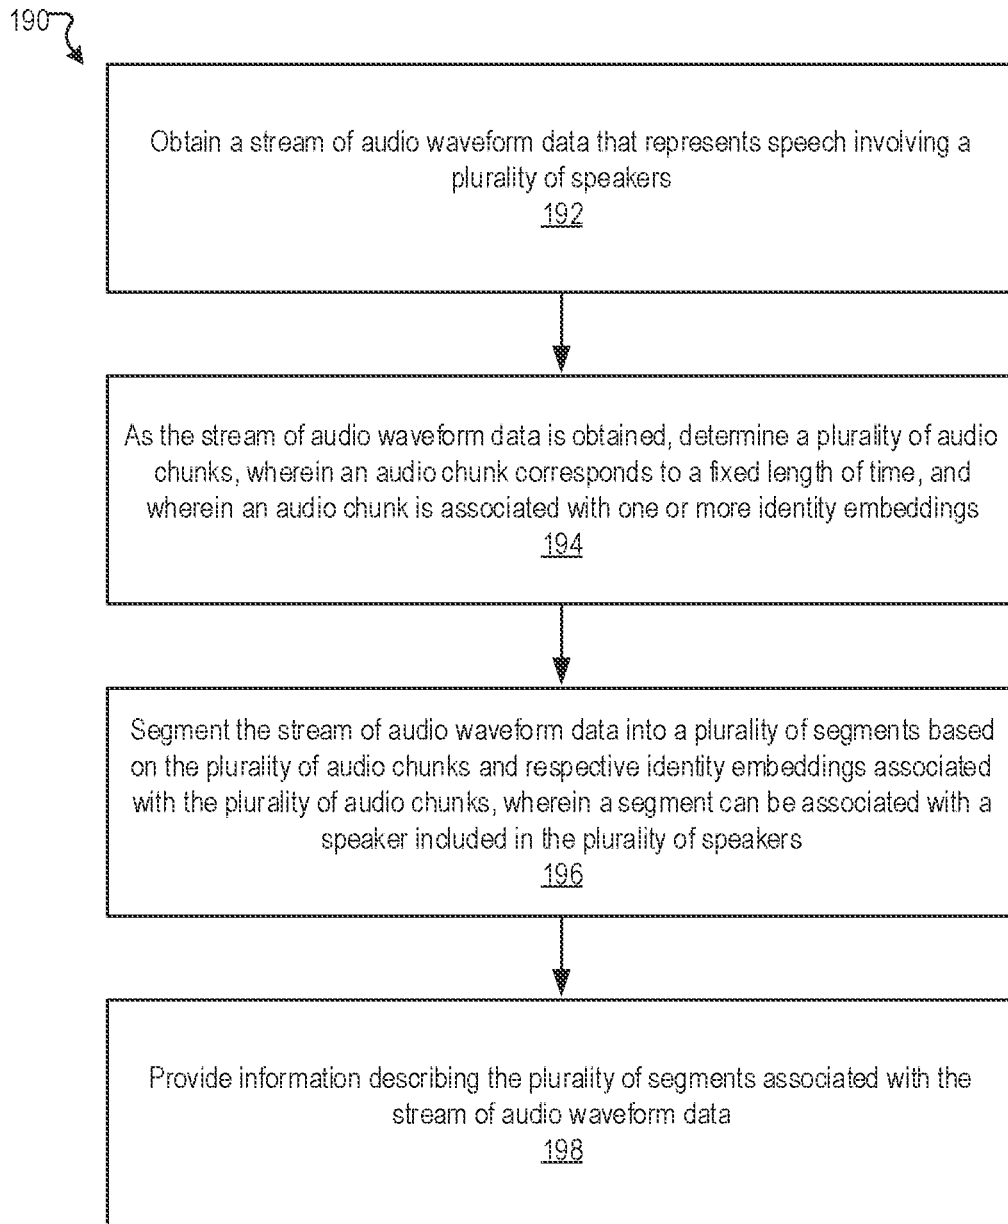 190
Obtain a stream of audio waveform data that represents speech involving a
plurality of speakers
192
As the stream of audio waveform data is obtained, determine a plurality of audio
chunks, wherein an audio chunk corresponds to a fixed length of time, and
wherein an audio chunk is associated with one or more identity embeddings
194
Segment the stream of audio waveform data into a plurality of segments based
on the plurality of audio chunks and respective identity embeddings associated
with the plurality of audio chunks, wherein a segment can be associated with a
speaker included in the plurality of speakers
196
Provide information describing the plurality of segments associated with the
stream of audio waveform data
198